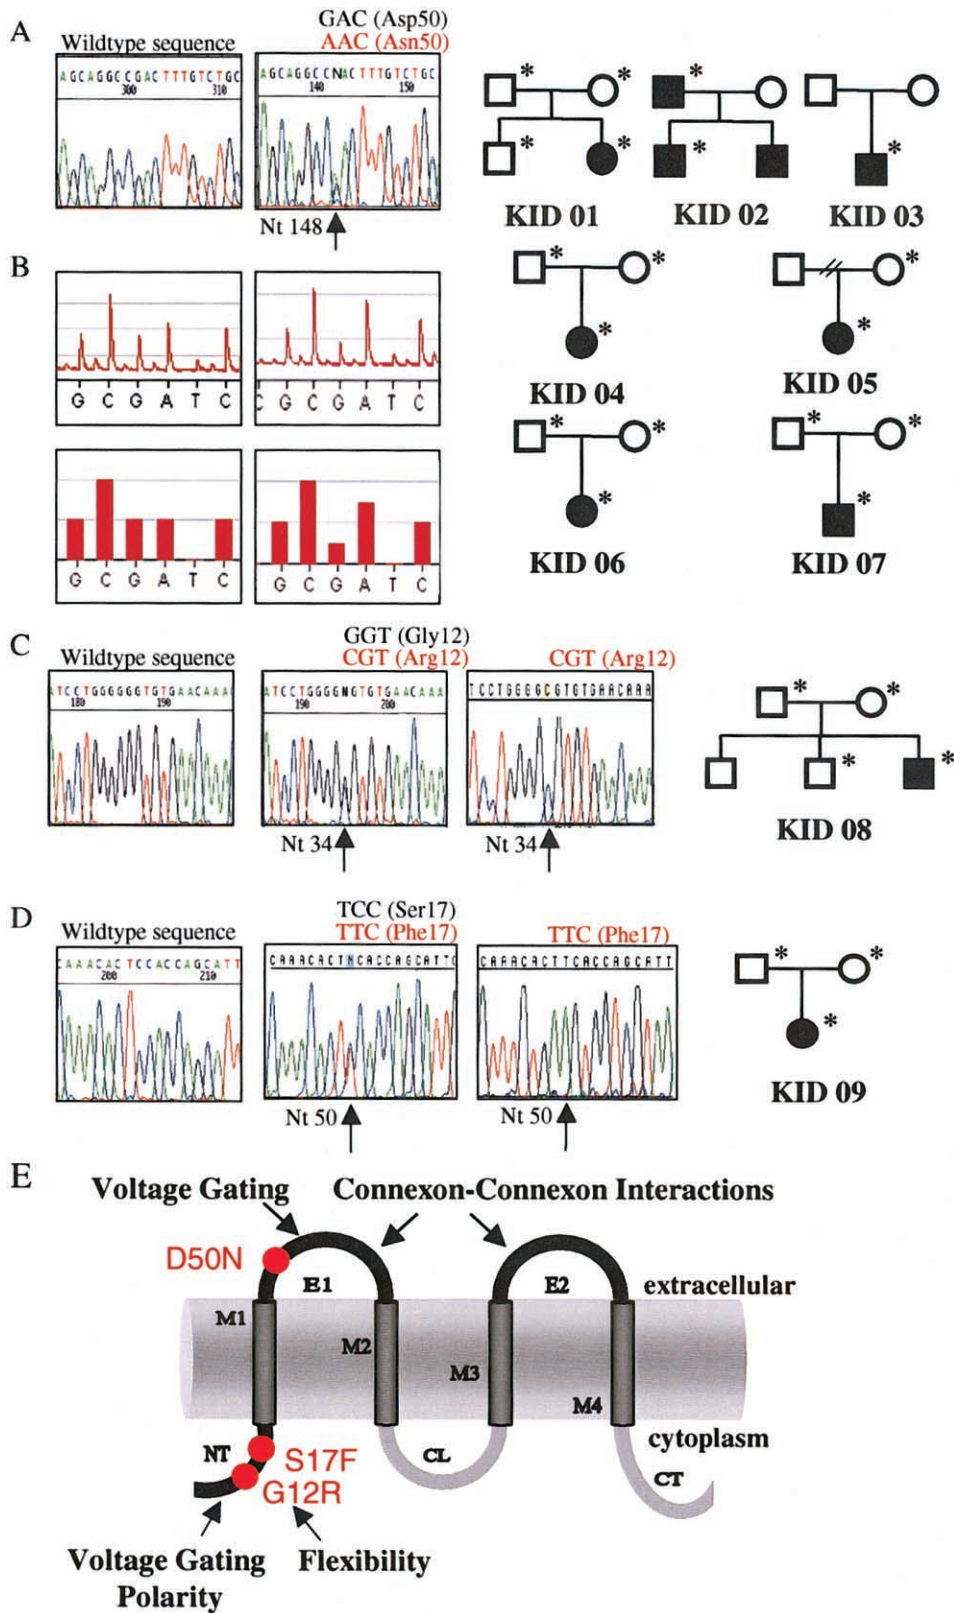 A
Wildtype sequence
GAC (Asp50)
AAC (Asn50)
AGCAGGCCGACTTTGTCTGC
300 310
AGCAGGCCNACTTTGTCTGC
140 150
Nt 148
* * * *
KID 01
* *
KID 02
*
KID 03
B
G C G A T C
C G C G A T C
G C G A T C
G C G A T C
* * *
KID 04
* *
KID 05
* * *
KID 06
* * *
KID 07
C
Wildtype sequence
GGT (Gly12)
CGT (Arg12)
CGT (Arg12)
ATCCTGGGGGGTGTGAACAAAC
180 190
ATCCTGGGGNGTGTGAACAAA
190 200
TCCTGGGGCGTGTGAACAAA
Nt 34
Nt 34
* * * *
KID 08
D
Wildtype sequence
TCC (Ser17)
TTC (Phe17)
TTC (Phe17)
CAAACACTCCACCAGCATT
200 210
CAAACACTNCACCAGCATTC
CAAACACTTCACCAGCATT
Nt 50
Nt 50
* * *
KID 09
E
Voltage Gating
Connexon-Connexon Interactions
D50N
E1
E2
extracellular
M1
M2
M3
M4
cytoplasm
NT
S17F
G12R
CL
CT
Voltage Gating
Polarity
Flexibility